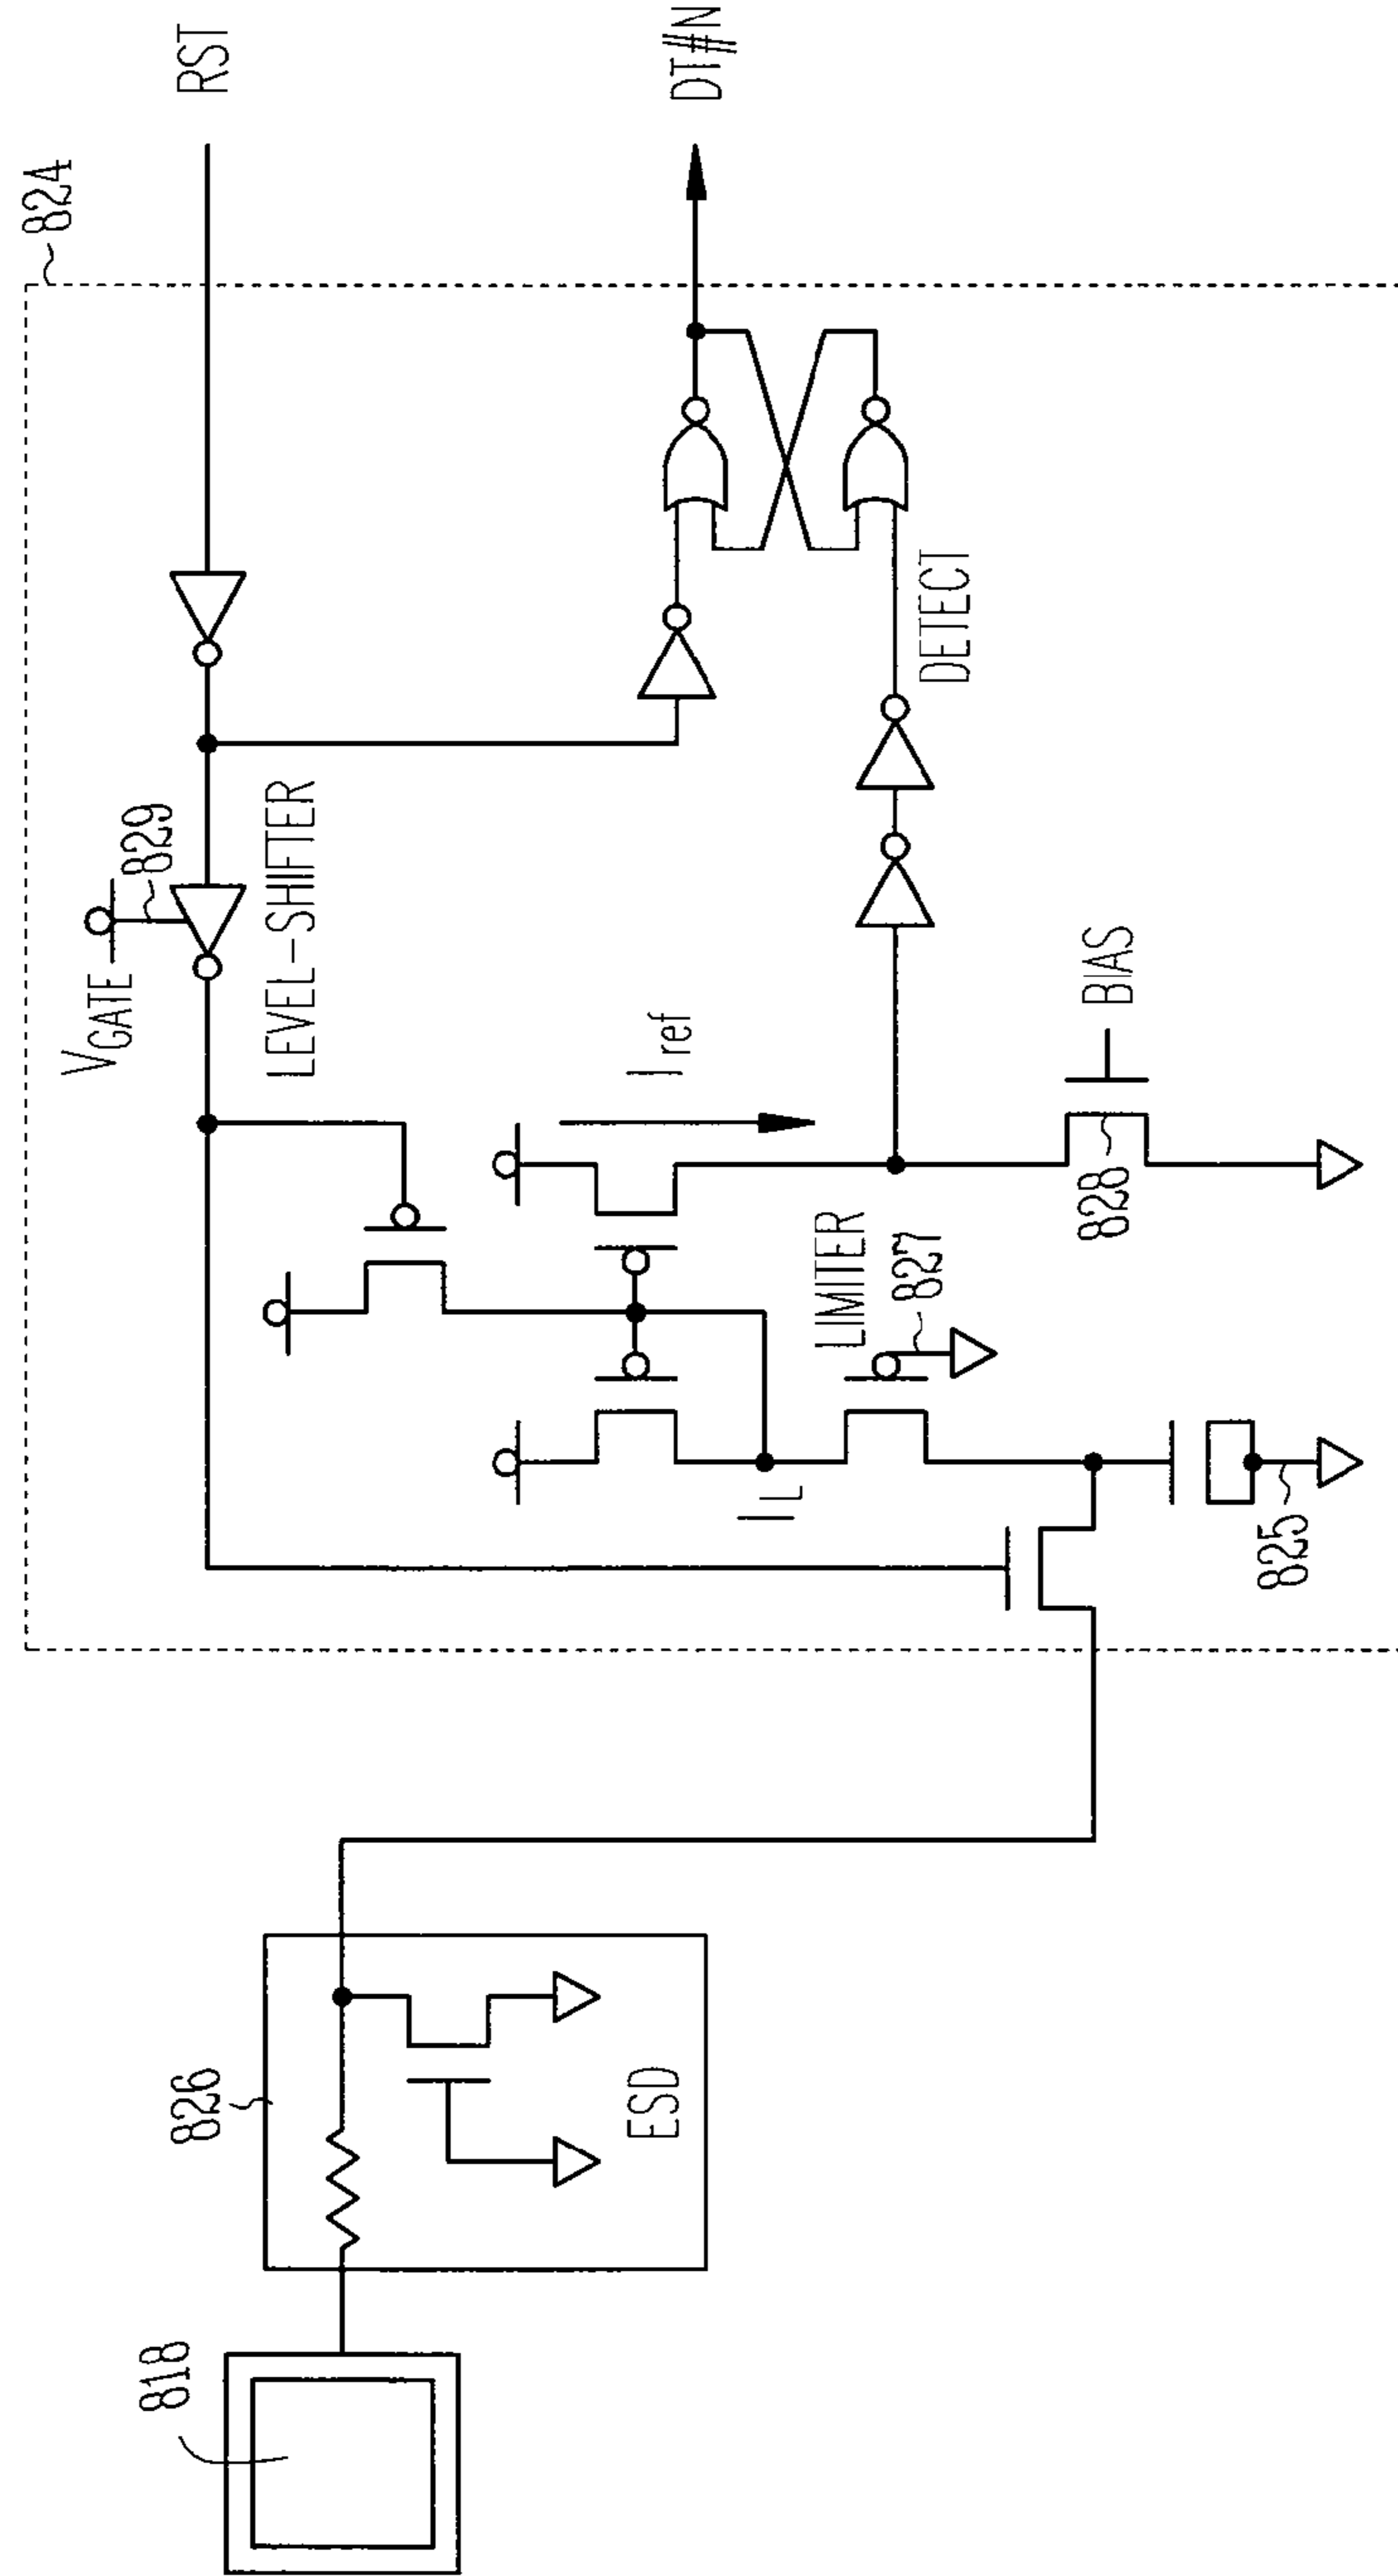 824
RST
VGATE
829
LEVEL-SHIFTER
DT#N
Iref
DETECT
LIMITER
827
828
BIAS
IL
825
826
ESD
818